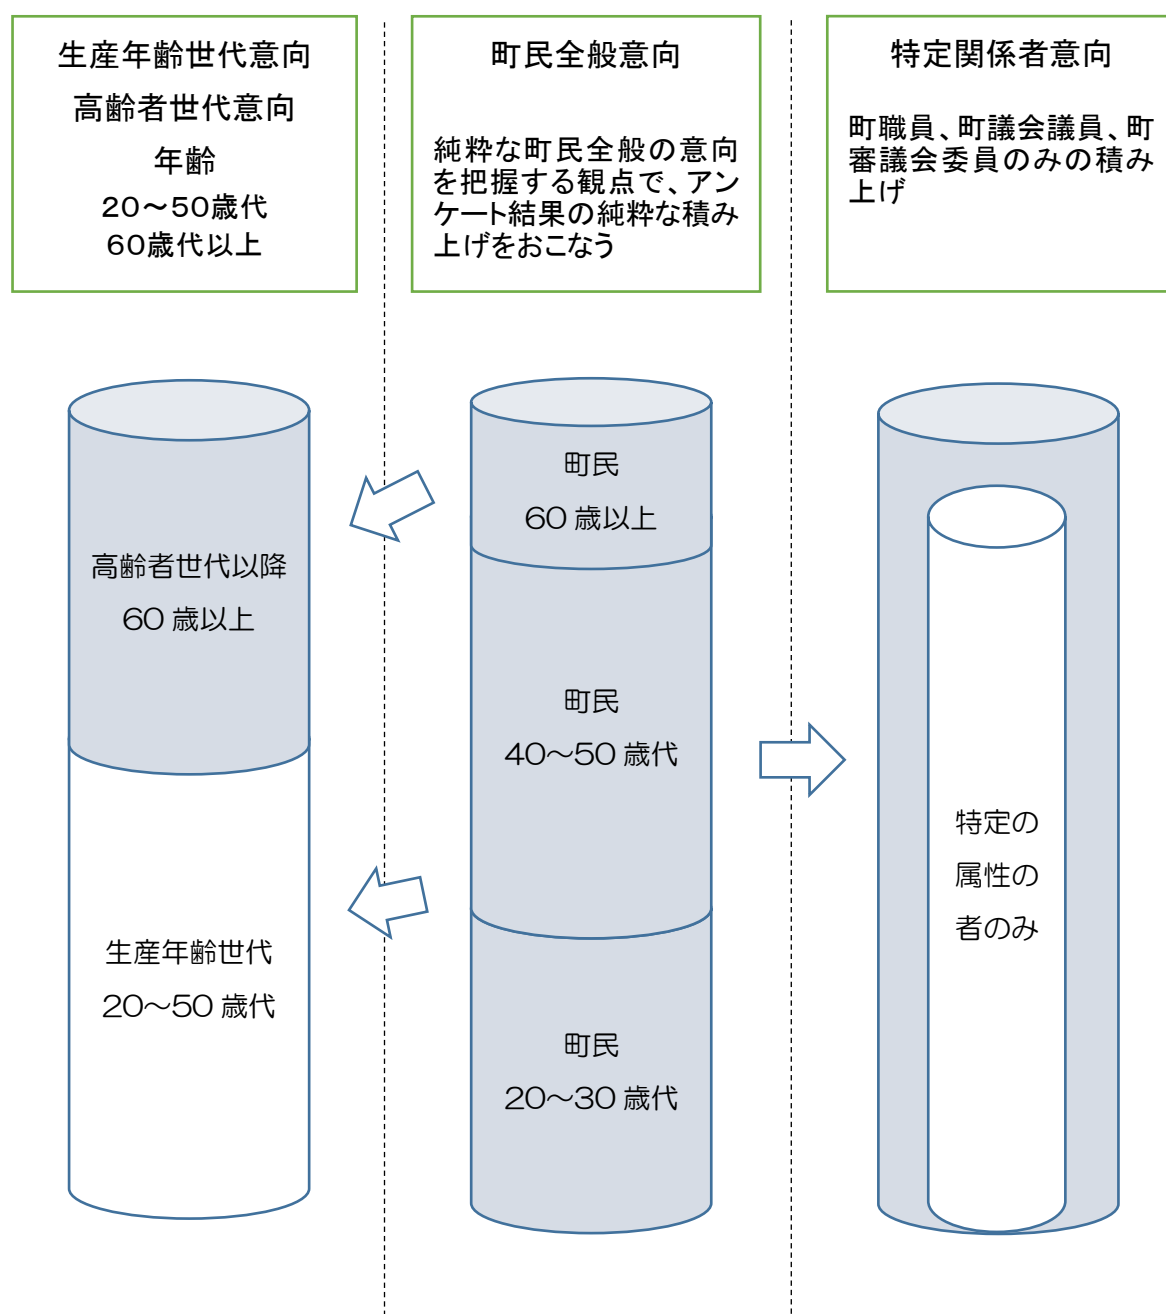 生産年齢世代意向
高齢者世代意向
年齢
20～50歳代
60歳代以上
町民全般意向
純粋な町民全般の意向
を把握する観点で、アン
ケート結果の純粋な積み
上げをおこなう
特定関係者意向
町職員、町議会議員、町
審議会委員のみの積み
上げ
高齢者世代以降
60 歳以上
生産年齢世代
20～50 歳代
町民
60 歳以上
町民
40～50 歳代
町民
20～30 歳代
特定の
属性の
者のみ